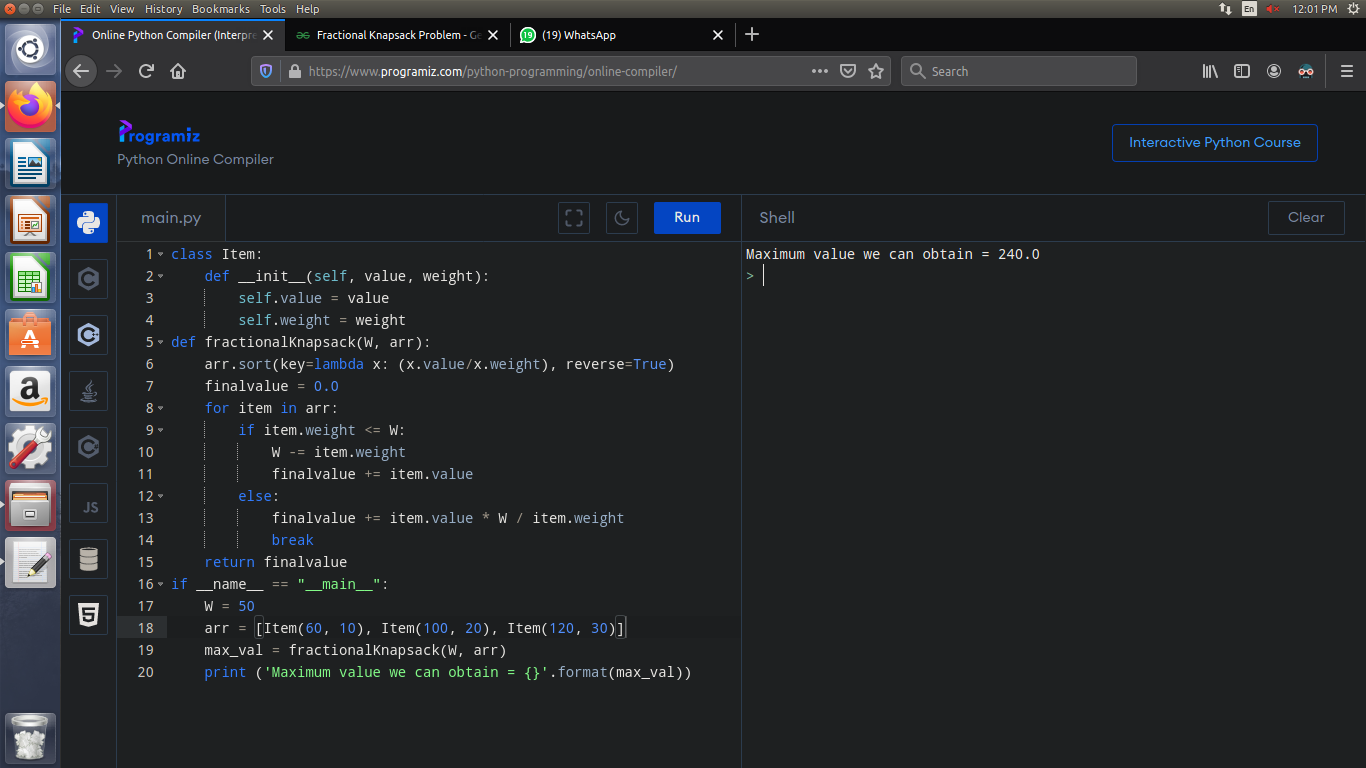 File Edit View History Bookmarks Tools Help
En
12:01 PM
Online Python Compiler (Interpre
Fractional Knapsack Problem - Ge
(19) WhatsApp
https://www.programiz.com/python-programming/online-compiler/
Search
Programiz
Python Online Compiler
Interactive Python Course
main.py
Run
Shell
Clear
1 class Item:
2     def __init__(self, value, weight):
3         self.value = value
4         self.weight = weight
5 def fractionalKnapsack(W, arr):
6     arr.sort(key=lambda x: (x.value/x.weight), reverse=True)
7     finalvalue = 0.0
8     for item in arr:
9         if item.weight <= W:
10             W -= item.weight
11             finalvalue += item.value
12         else:
13             finalvalue += item.value * W / item.weight
14             break
15     return finalvalue
16 if __name__ == "__main__":
17     W = 50
18     arr = [Item(60, 10), Item(100, 20), Item(120, 30)]
19     max_val = fractionalKnapsack(W, arr)
20     print ('Maximum value we can obtain = {}'.format(max_val))
Maximum value we can obtain = 240.0
>
JS